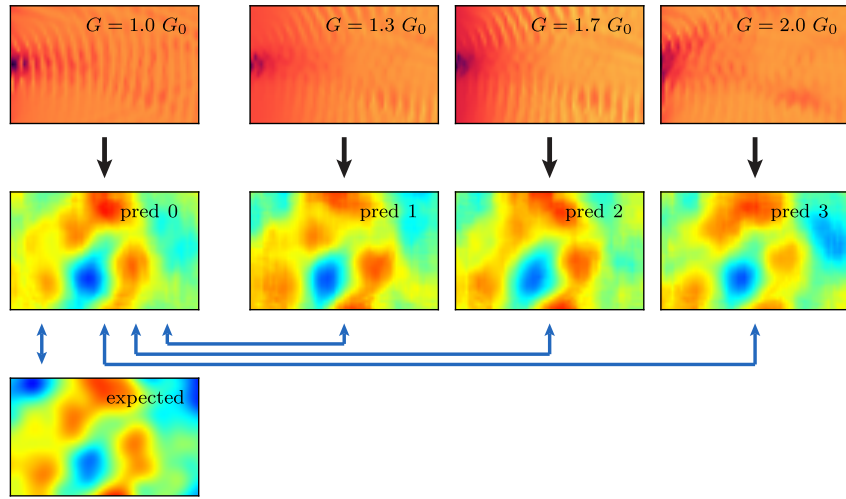 G = 1.0 G₀
G = 1.3 G₀
G = 1.7 G₀
G = 2.0 G₀
pred 0
pred 1
pred 2
pred 3
expected